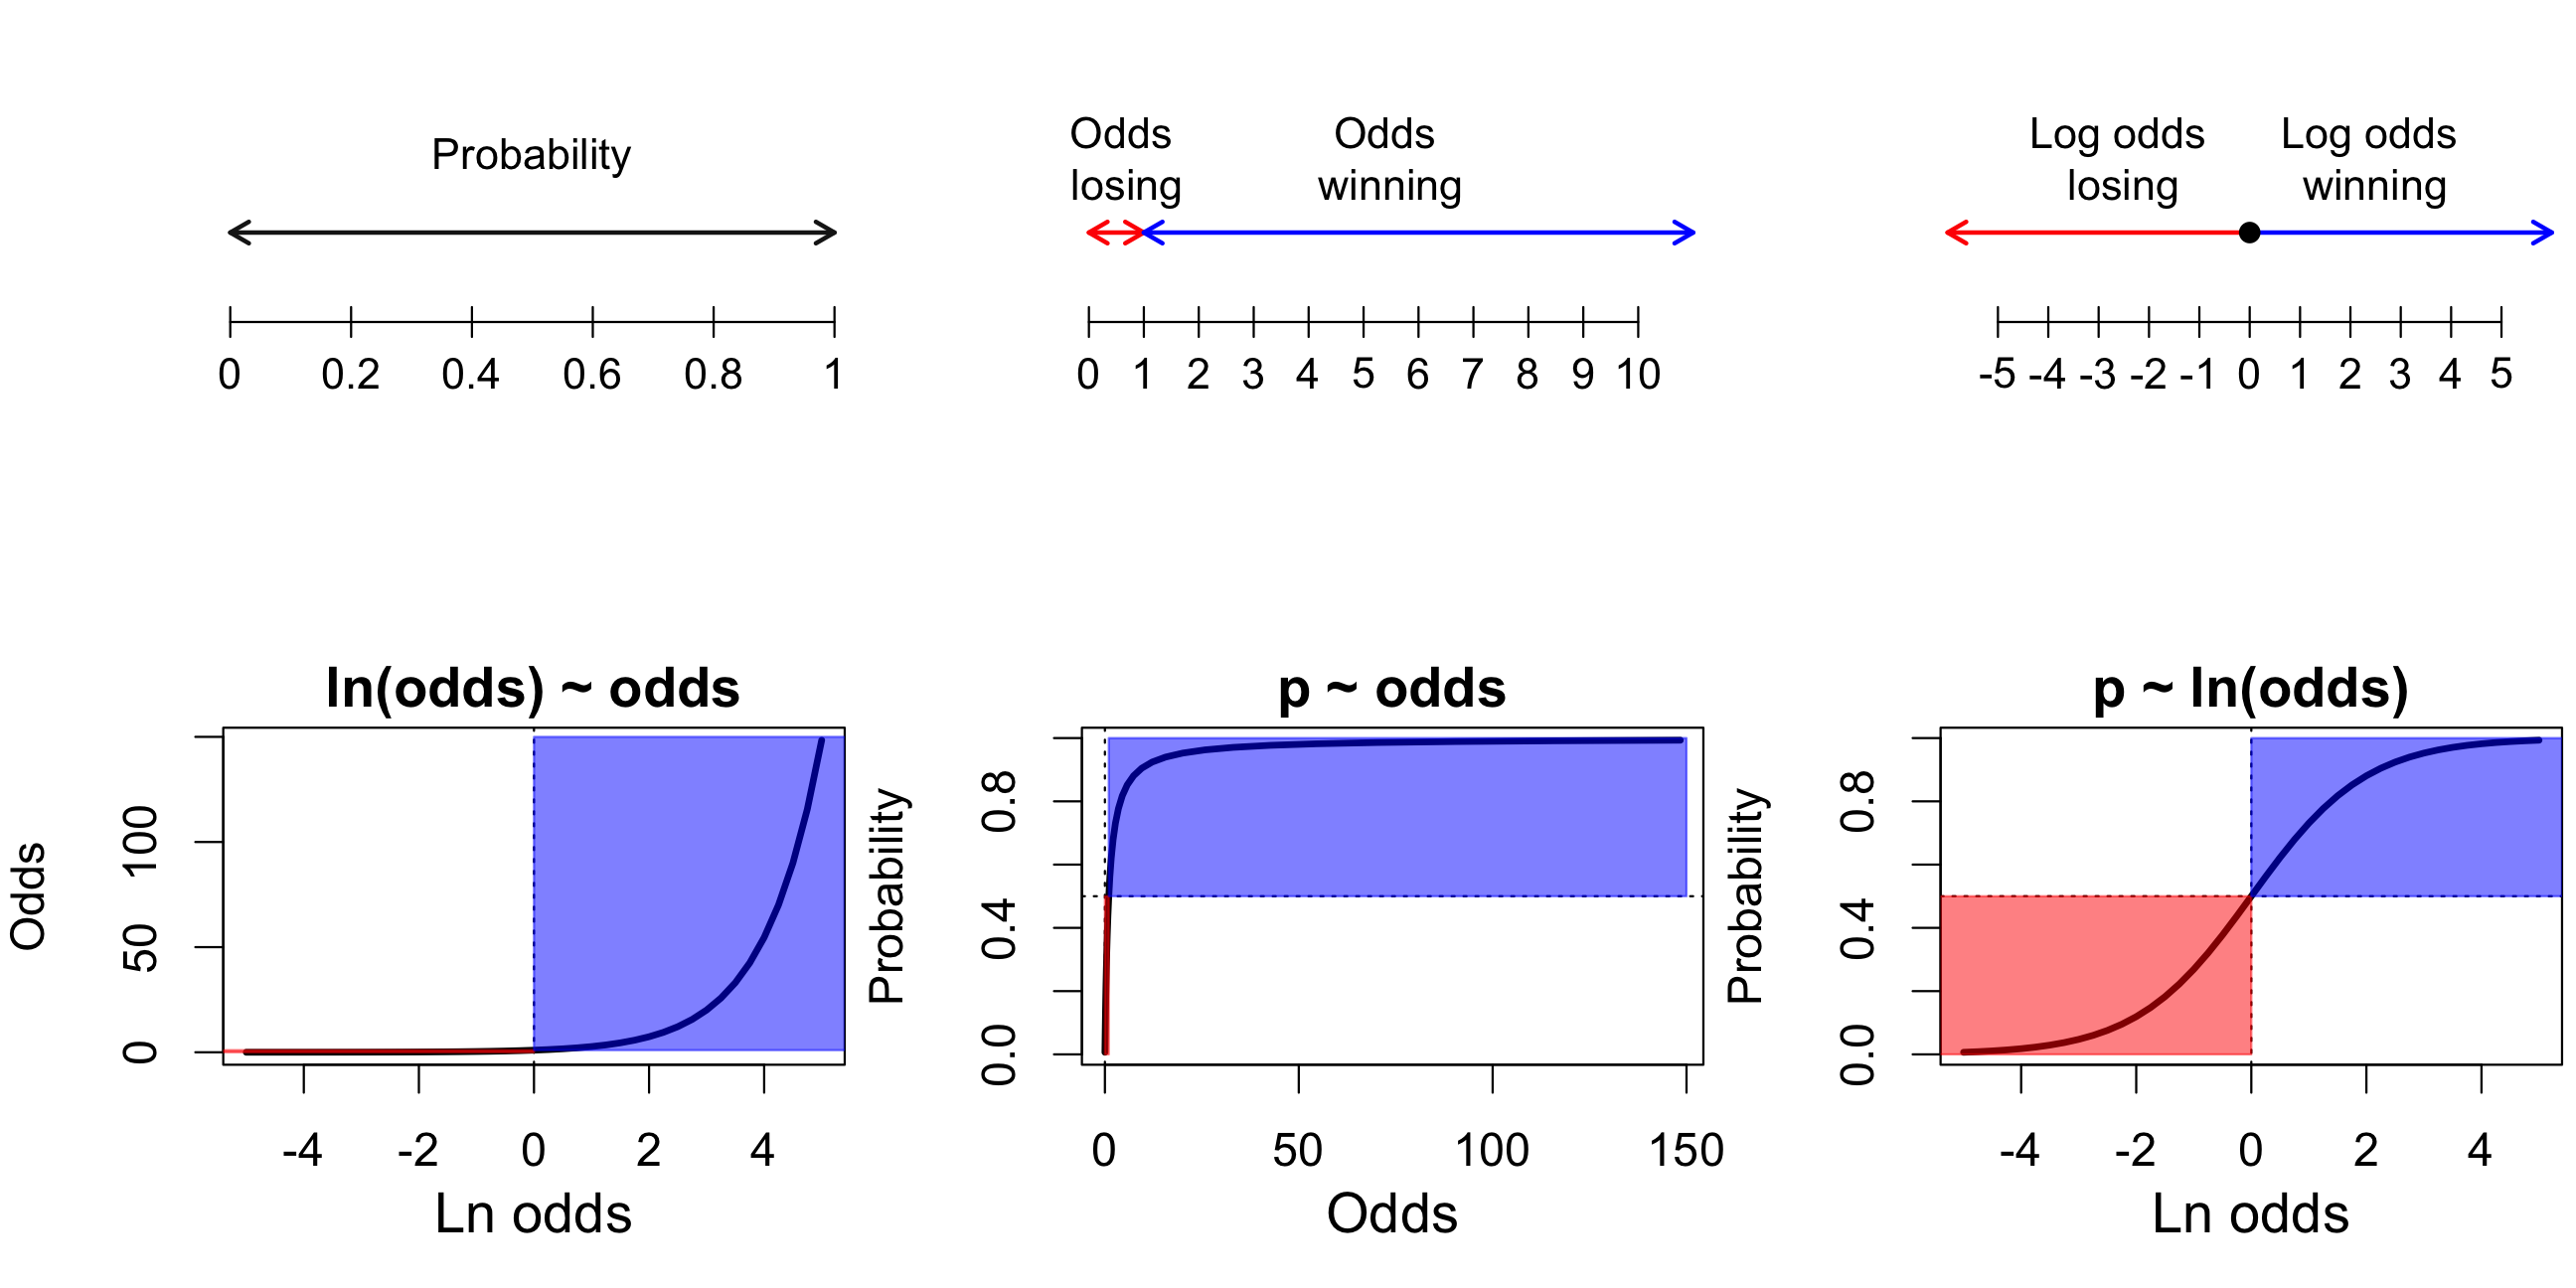 Probability
0 0.2 0.4 0.6 0.8 1
Odds
losing
Odds
winning
0 1 2 3 4 5 6 7 8 9 10
Log odds
losing
Log odds
winning
-5 -4 -3 -2 -1 0 1 2 3 4 5
ln(odds) ~ odds
Odds
0 50 100
-4 -2 0 2 4
Ln odds
p ~ odds
Probability
0.0 0.4 0.8
0 50 100 150
Odds
p ~ ln(odds)
Probability
0.0 0.4 0.8
-4 -2 0 2 4
Ln odds